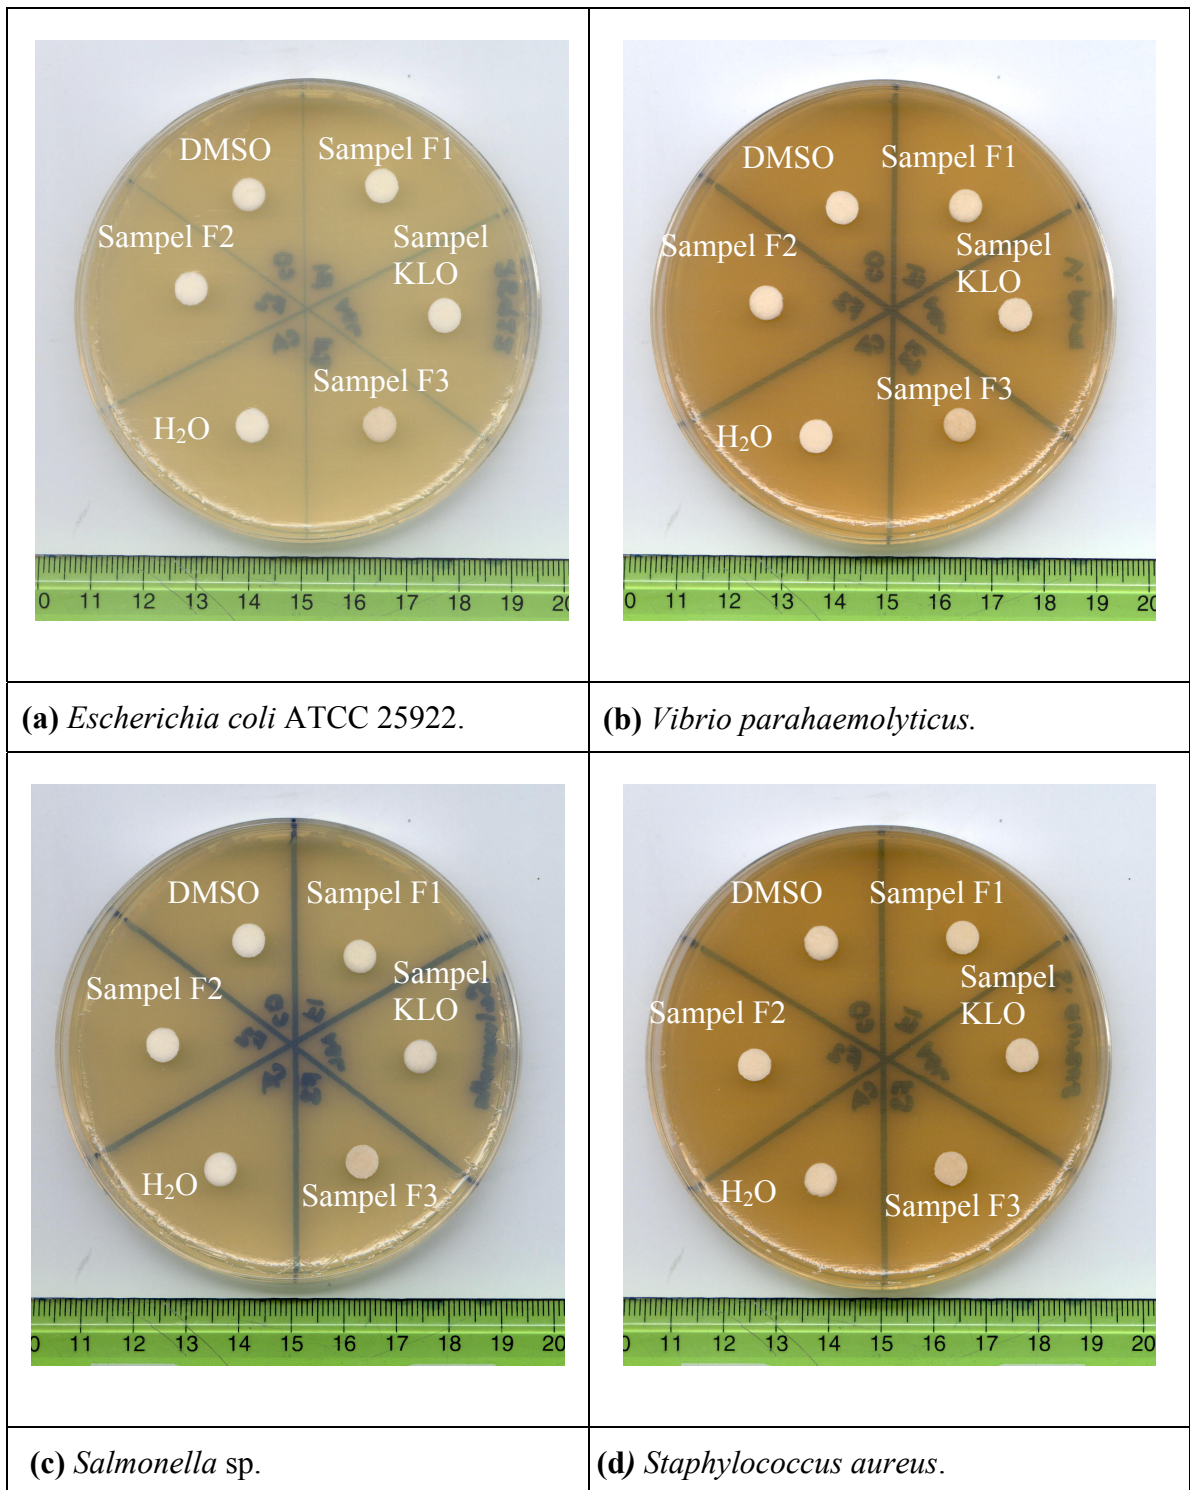 DMSO
Sampel F1
Sampel F2
Sampel
KLO
Sampel F3
H₂O
0 11 12 13 14 15 16 17 18 19 20
(a) Escherichia coli ATCC 25922.
DMSO
Sampel F1
Sampel F2
Sampel
KLO
Sampel F3
H₂O
0 11 12 13 14 15 16 17 18 19 20
(b) Vibrio parahaemolyticus.
DMSO
Sampel F1
Sampel F2
Sampel
KLO
H₂O
Sampel F3
0 11 12 13 14 15 16 17 18 19 20
(c) Salmonella sp.
DMSO
Sampel F1
Sampel F2
Sampel
KLO
H₂O
Sampel F3
0 11 12 13 14 15 16 17 18 19 20
(d) Staphylococcus aureus.